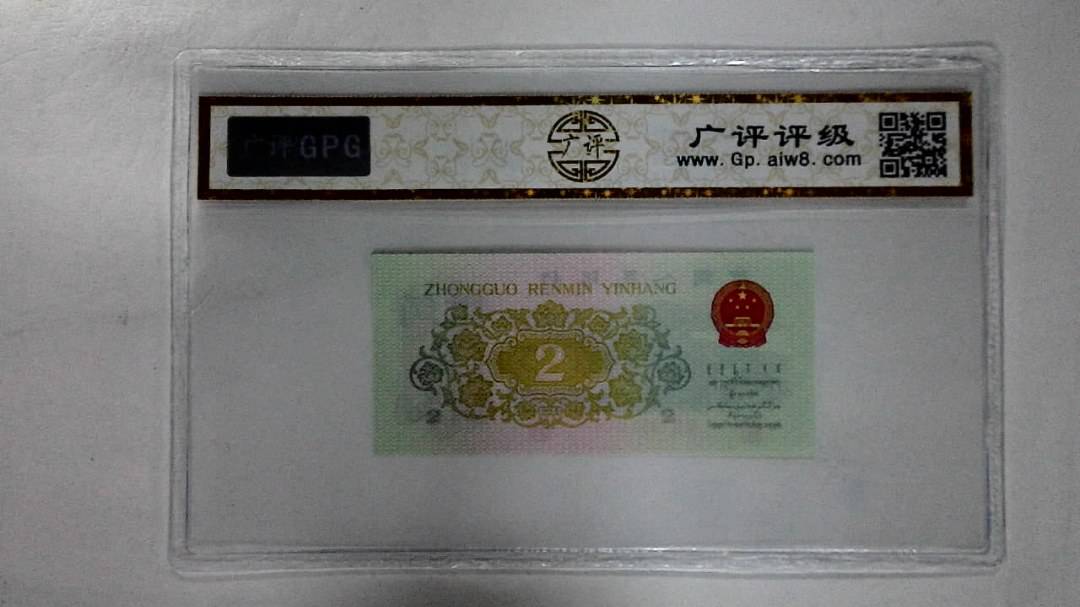 广评GPG
广评
广评评级
www. Gp. aiw8. com
ZHONGGUO RENMIN YINHANG
2
2 2